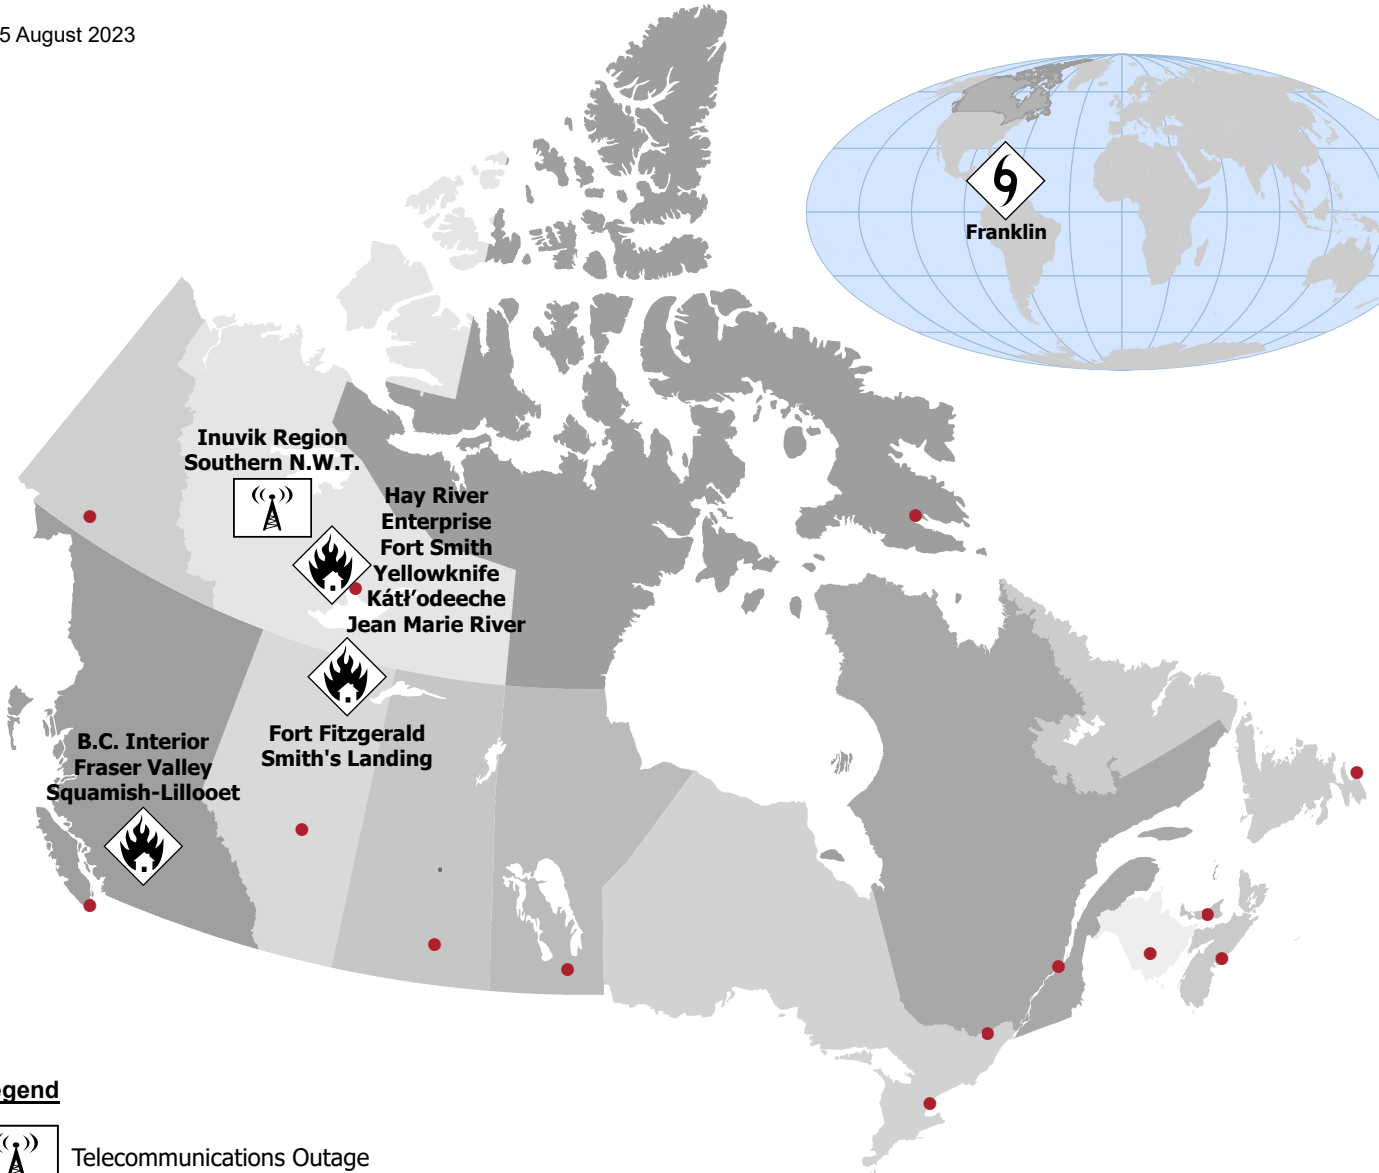 5 August 2023
Franklin
Inuvik Region
Southern N.W.T.
Hay River
Enterprise
Fort Smith
Yellowknife
Kátł’odeeche
Jean Marie River
Fort Fitzgerald
Smith's Landing
B.C. Interior
Fraser Valley
Squamish-Lillooet
egend
Telecommunications Outage